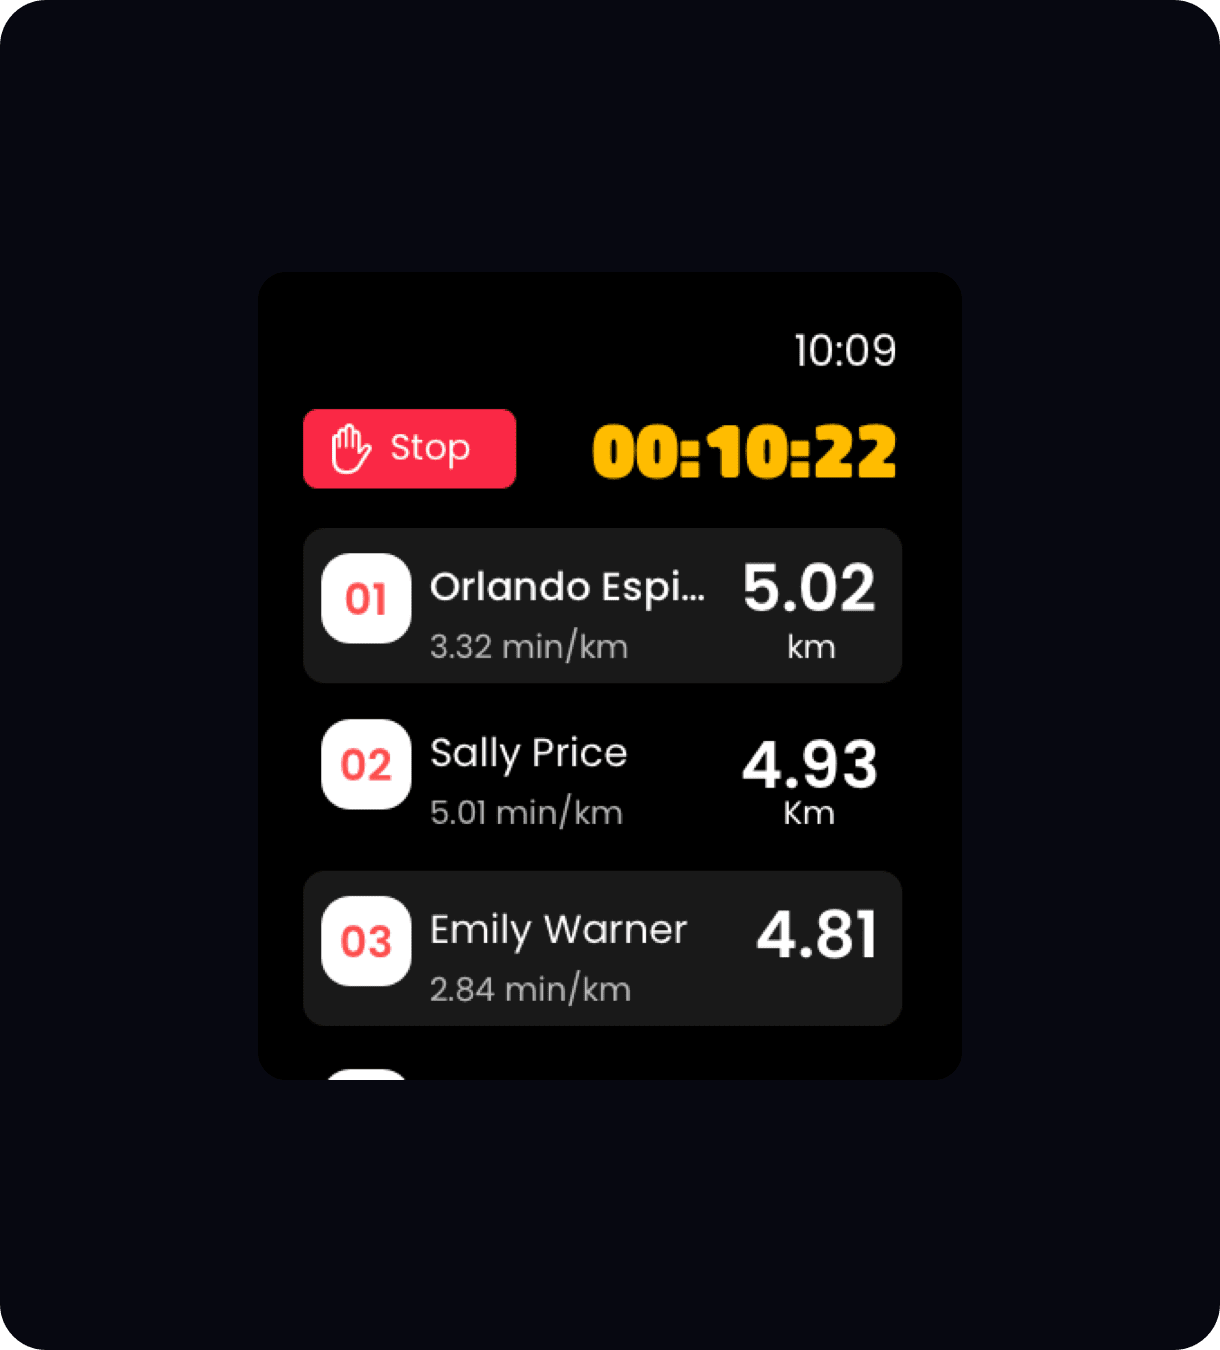 10:09
Stop
00:10:22
01
Orlando Espi...
5.02
3.32 min/km
km
02
Sally Price
4.93
5.01 min/km
Km
03
Emily Warner
4.81
2.84 min/km